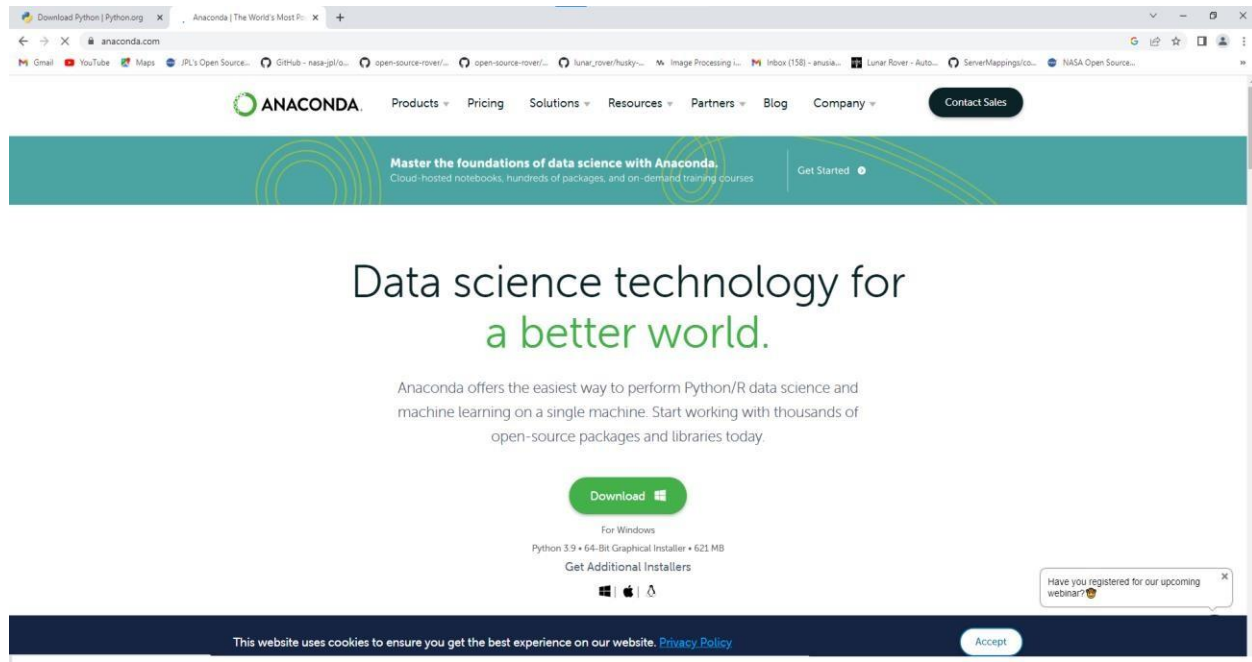 Download Python | Python.org
Anaconda | The World's Most Po
anaconda.com
Gmail YouTube Maps JPL's Open Source... GitHub - nasa-jpl/o... open-source-rover/... open-source-rover/... lunar_rover/husky-... Image Processing i... Inbox (158) - anusia... Lunar Rover - Auto... ServerMappings/co... NASA Open Source...
ANACONDA. Products Pricing Solutions Resources Partners Blog Company Contact Sales
Master the foundations of data science with Anaconda.
Cloud-hosted notebooks, hundreds of packages, and on-demand training courses
Get Started
Data science technology for
a better world.
Anaconda offers the easiest way to perform Python/R data science and
machine learning on a single machine. Start working with thousands of
open-source packages and libraries today.
Download
For Windows
Python 3.9 • 64-Bit Graphical Installer • 621 MB
Get Additional Installers
Have you registered for our upcoming
webinar?
This website uses cookies to ensure you get the best experience on our website. Privacy Policy
Accept